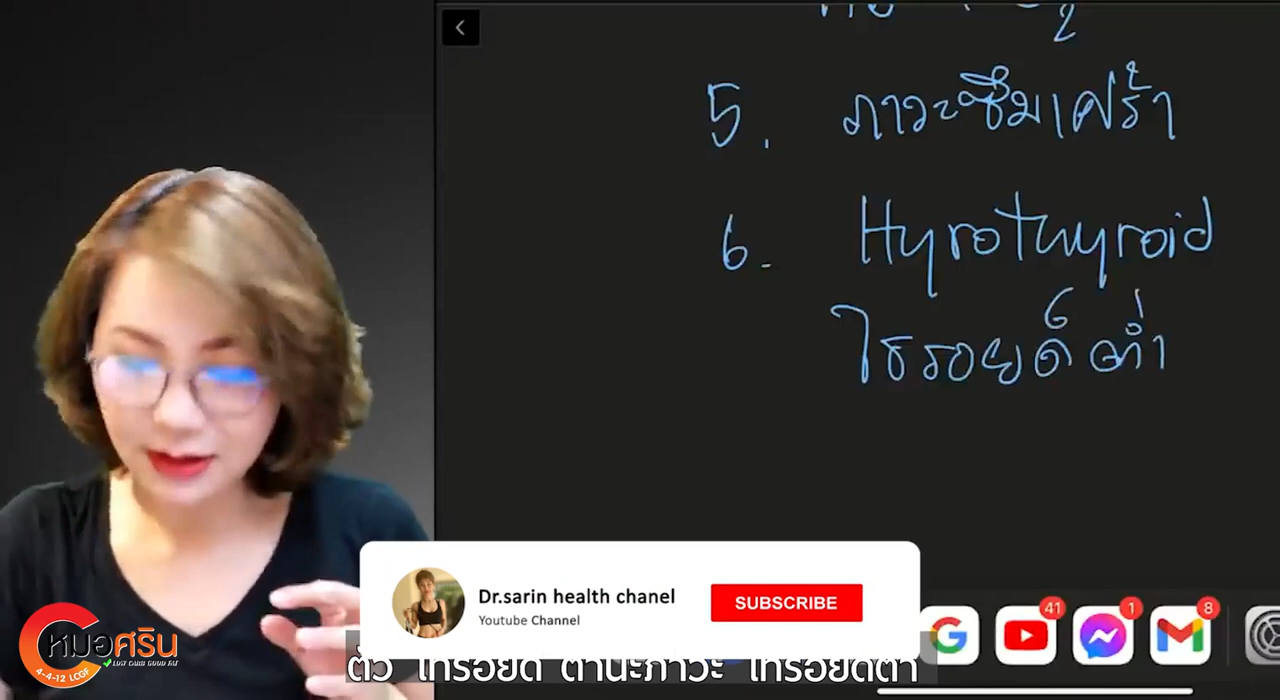 5. ภาวะซึมเศร้า
6. Hyrothyroid
ไธรอยด์ต่ำ
Dr.sarin health chanel
Youtube Channel
SUBSCRIBE
41
1
8
หมอศริน
4-4-12 LCGF
LOST CARB GOOD FAT